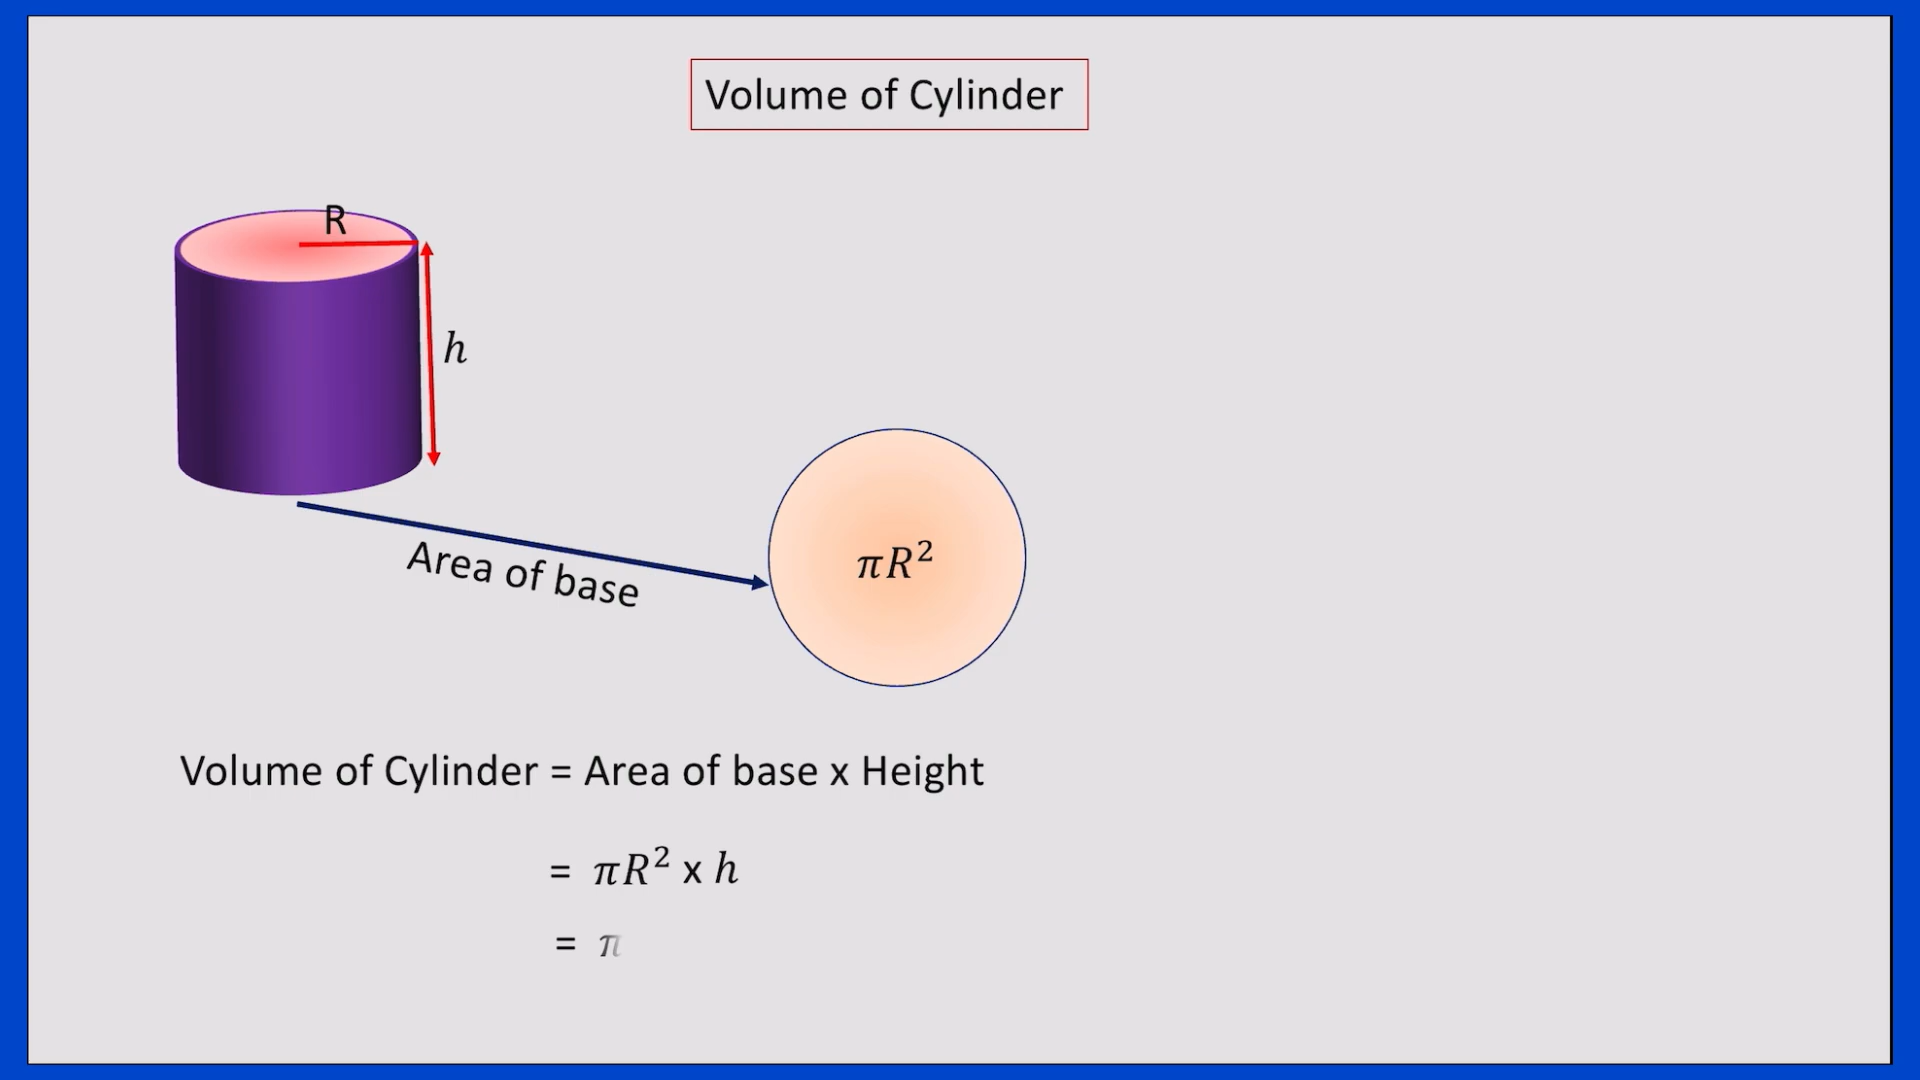 Volume of Cylinder
R
h
Area of base
πR²
Volume of Cylinder = Area of base x Height
= πR² x h
= π